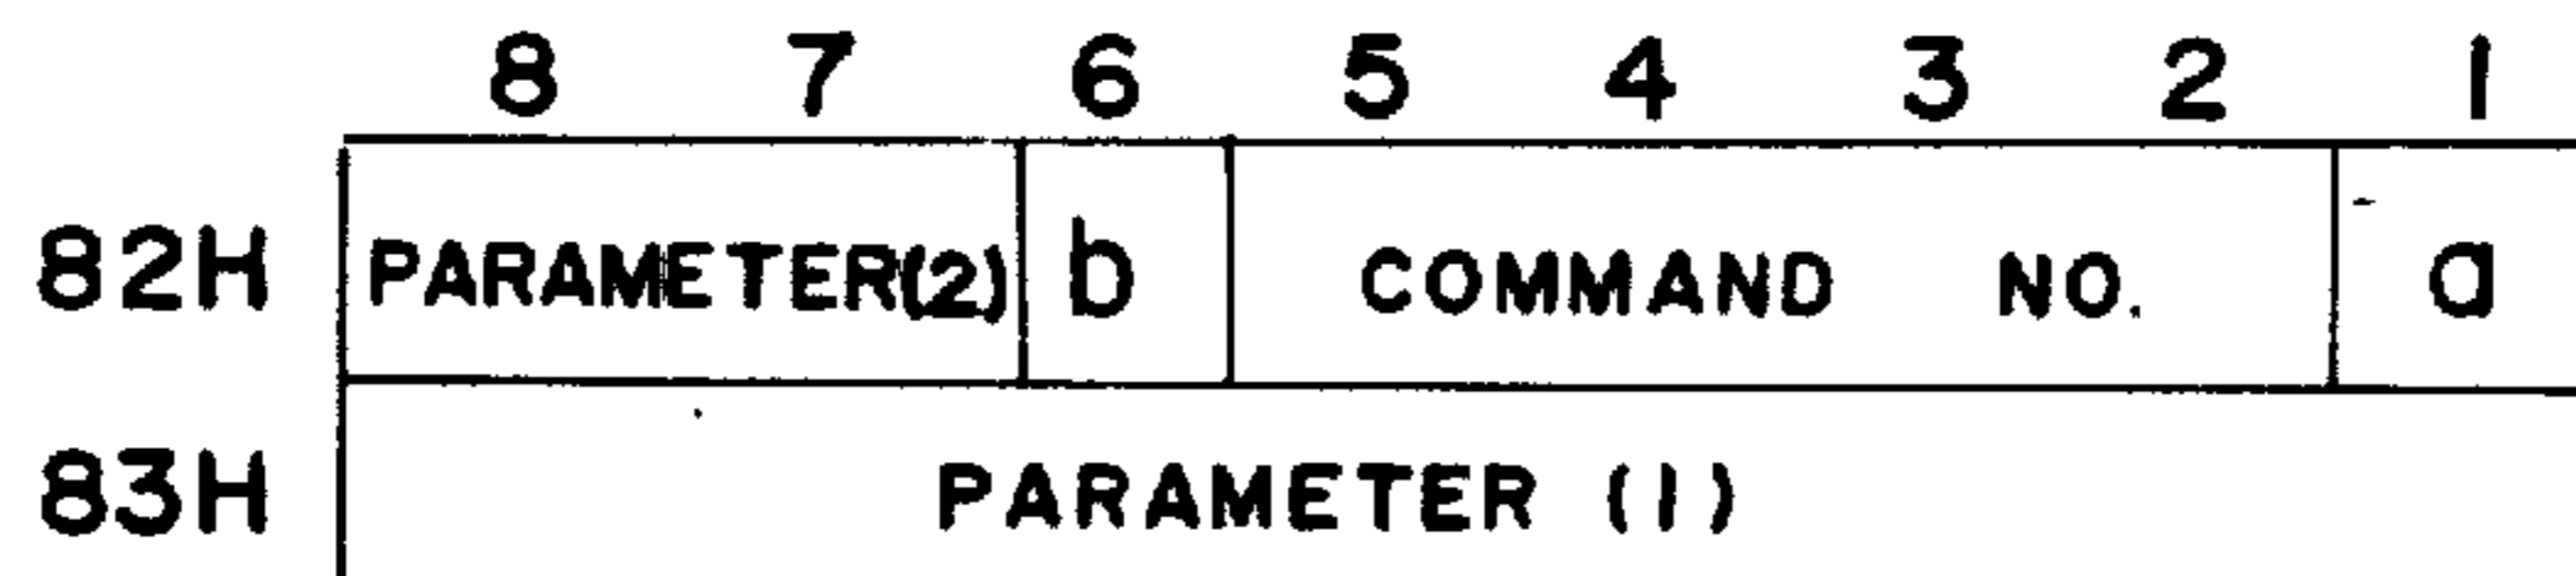 8 7 6 5 4 3 2 1
82H PARAMETER(2) b COMMAND NO. a
83H PARAMETER (1)